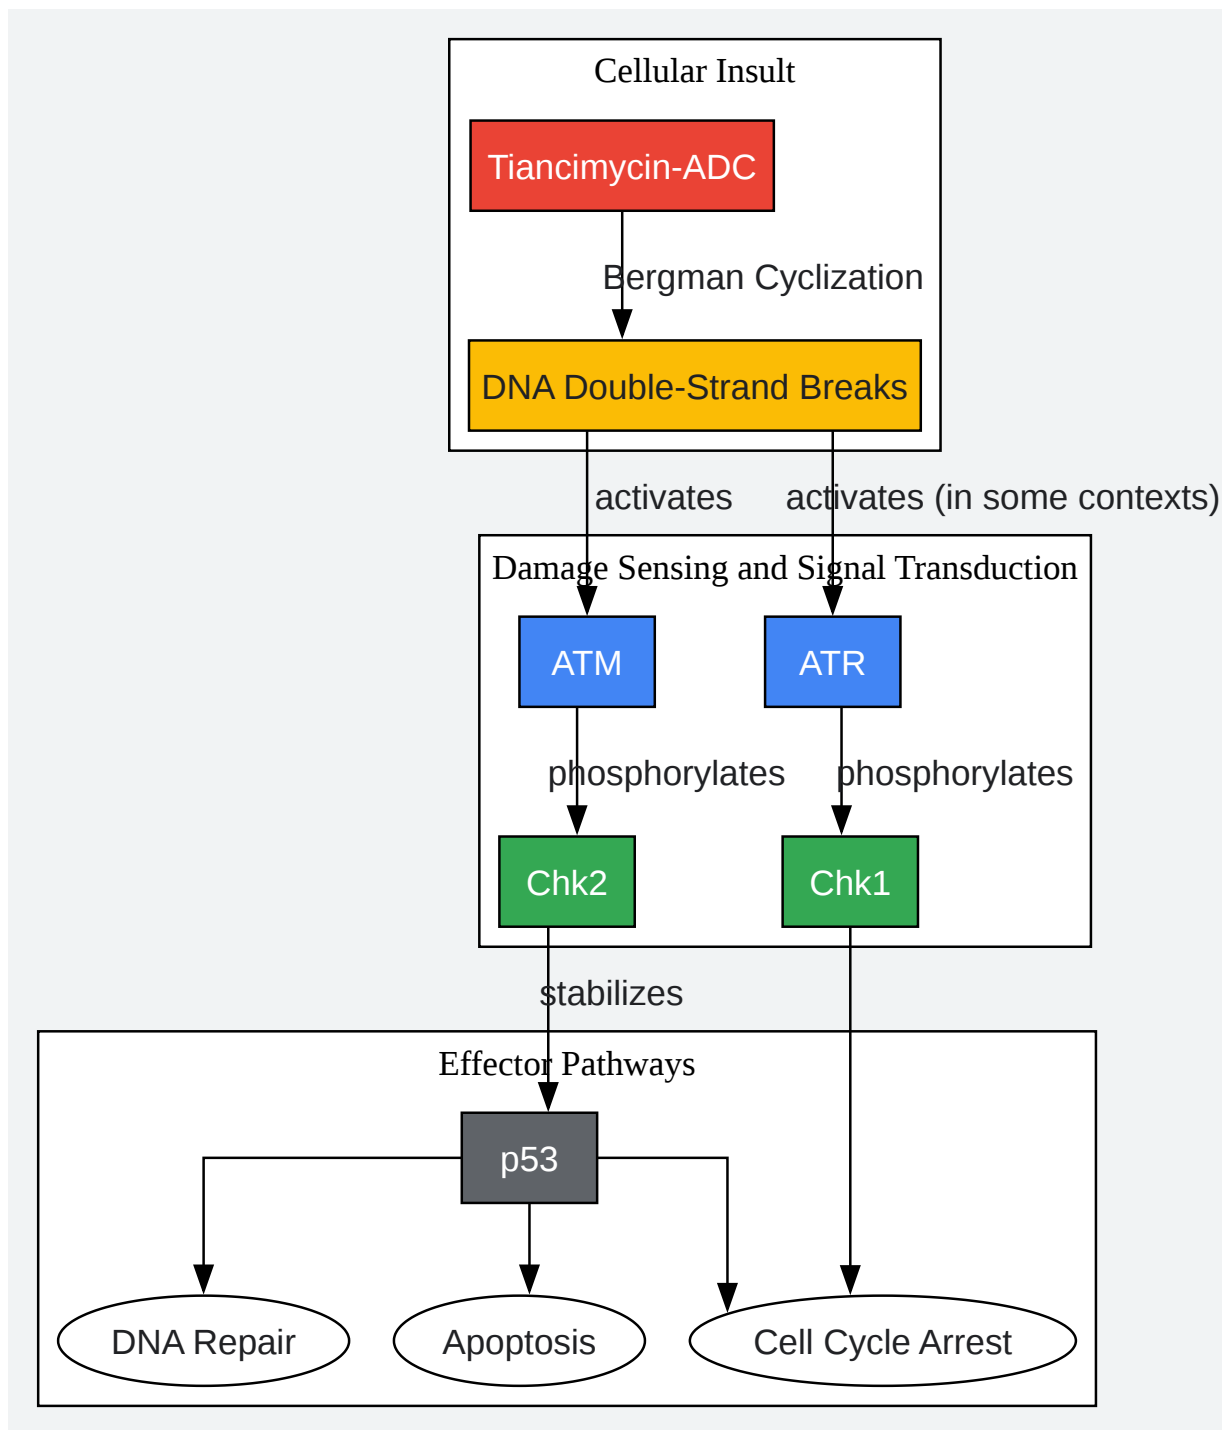 Cellular Insult
Tiancimycin-ADC
Bergman Cyclization
DNA Double-Strand Breaks
activates
activates (in some contexts)
Damage Sensing and Signal Transduction
ATM
ATR
phosphorylates
phosphorylates
Chk2
Chk1
stabilizes
Effector Pathways
p53
DNA Repair
Apoptosis
Cell Cycle Arrest